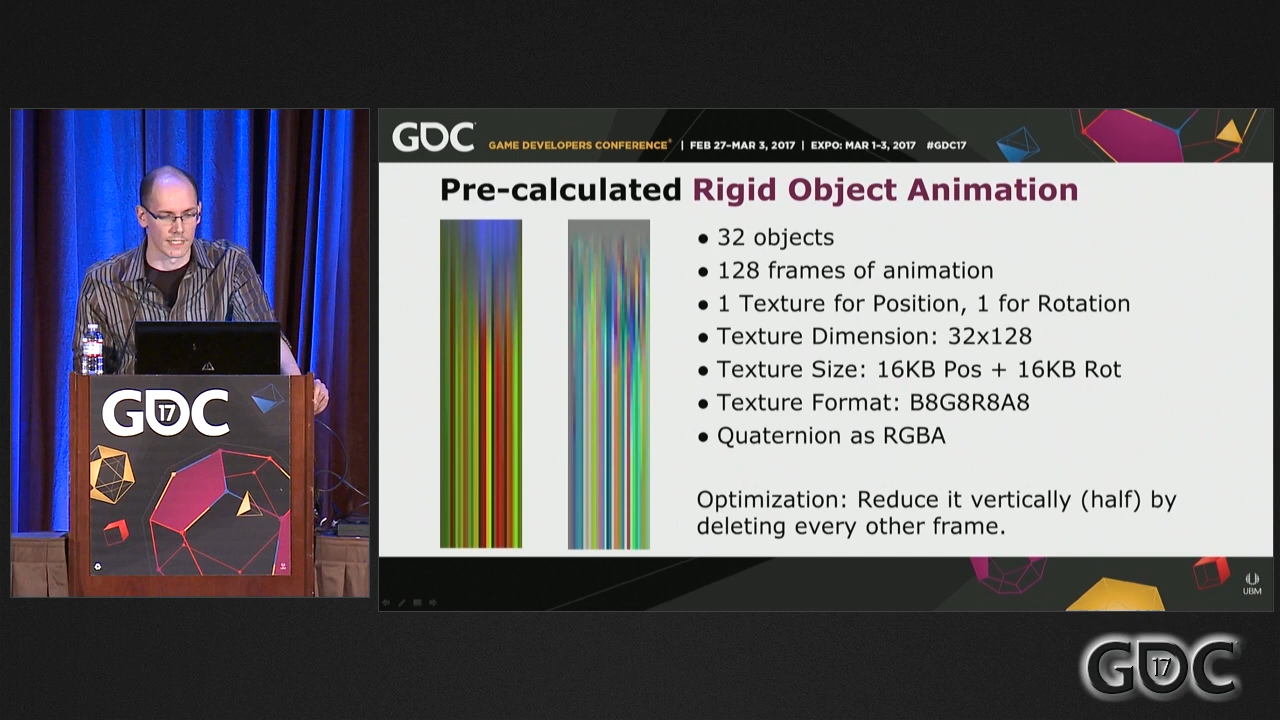 GDC
GAME DEVELOPERS CONFERENCE® | FEB 27–MAR 3, 2017 | EXPO: MAR 1–3, 2017 #GDC17
Pre-calculated Rigid Object Animation
● 32 objects
● 128 frames of animation
● 1 Texture for Position, 1 for Rotation
● Texture Dimension: 32x128
● Texture Size: 16KB Pos + 16KB Rot
● Texture Format: B8G8R8A8
● Quaternion as RGBA
Optimization: Reduce it vertically (half) by
deleting every other frame.
UBM
GDC
17
GDC
17